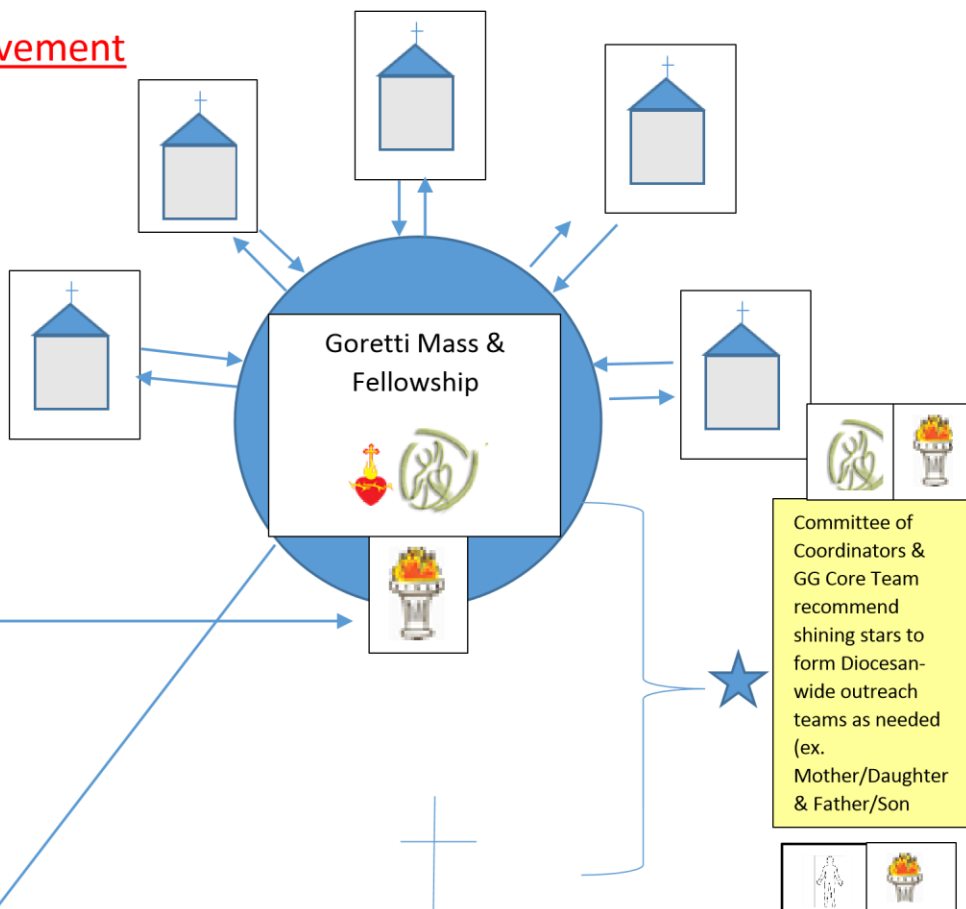 vement
Goretti Mass &
Fellowship
Committee of
Coordinators &
GG Core Team
recommend
shining stars to
form Diocesan-
wide outreach
teams as needed
(ex.
Mother/Daughter
& Father/Son